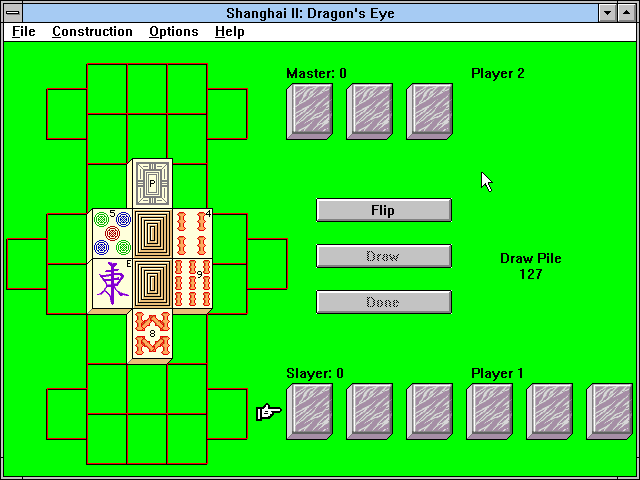 Shanghai II: Dragon's Eye
File Construction Options Help
Master: 0 Player 2
P
5 4
E 9
8
Flip
Draw
Done
Draw Pile
127
Slayer: 0 Player 1
東